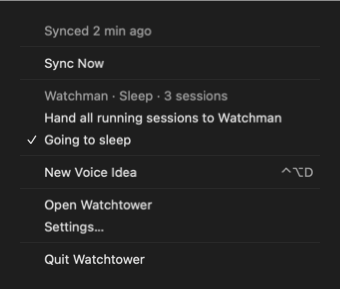 Synced 2 min ago
Sync Now
Watchman · Sleep · 3 sessions
Hand all running sessions to Watchman
✓ Going to sleep
New Voice Idea ⌃⌥D
Open Watchtower
Settings...
Quit Watchtower